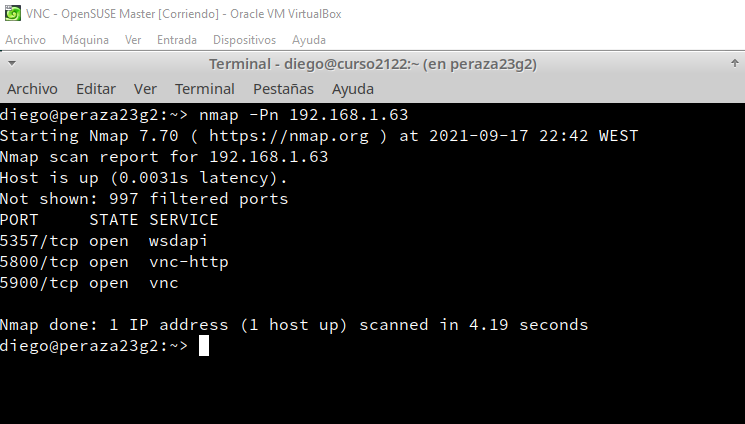 VNC - OpenSUSE Master [Corriendo] - Oracle VM VirtualBox
Archivo Máquina Ver Entrada Dispositivos Ayuda
Terminal - diego@curso2122:~ (en peraza23g2)
Archivo Editar Ver Terminal Pestañas Ayuda
diego@peraza23g2:~> nmap -Pn 192.168.1.63
Starting Nmap 7.70 ( https://nmap.org ) at 2021-09-17 22:42 WEST
Nmap scan report for 192.168.1.63
Host is up (0.0031s latency).
Not shown: 997 filtered ports
PORT     STATE SERVICE
5357/tcp open  wsdapi
5800/tcp open  vnc-http
5900/tcp open  vnc
Nmap done: 1 IP address (1 host up) scanned in 4.19 seconds
diego@peraza23g2:~>